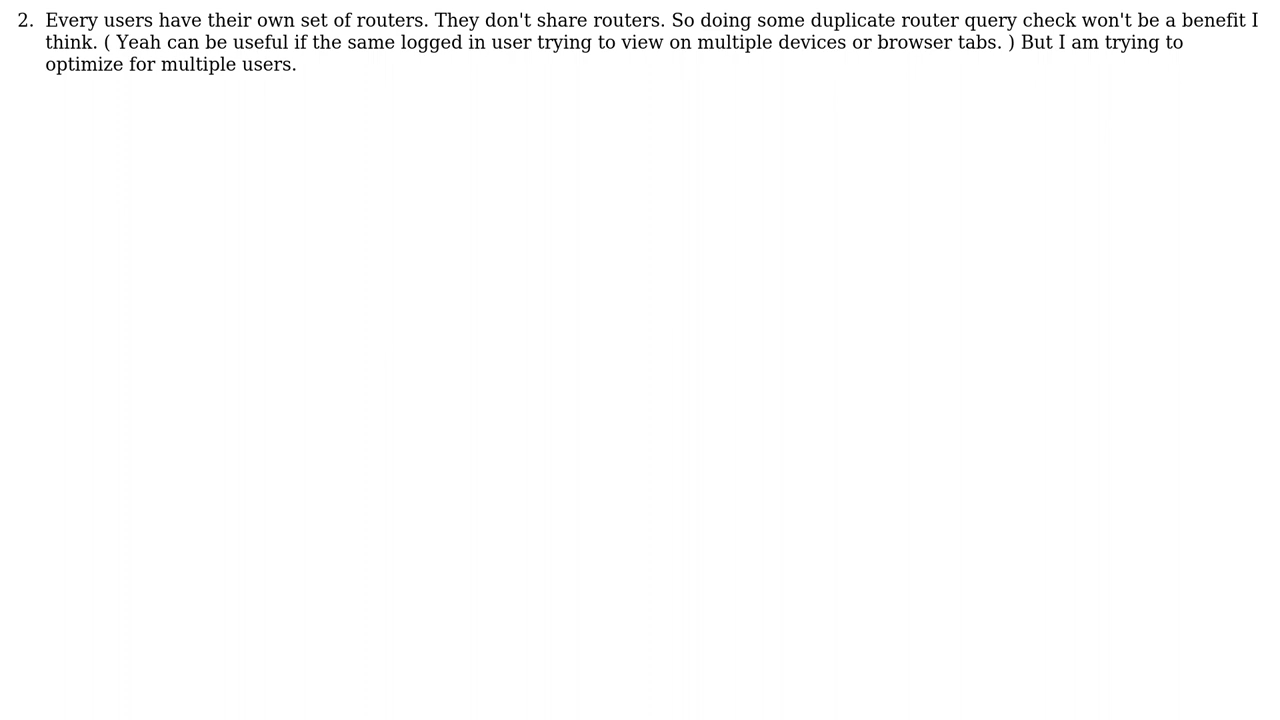 2. Every users have their own set of routers. They don't share routers. So doing some duplicate router query check won't be a benefit I
think. ( Yeah can be useful if the same logged in user trying to view on multiple devices or browser tabs. ) But I am trying to
optimize for multiple users.